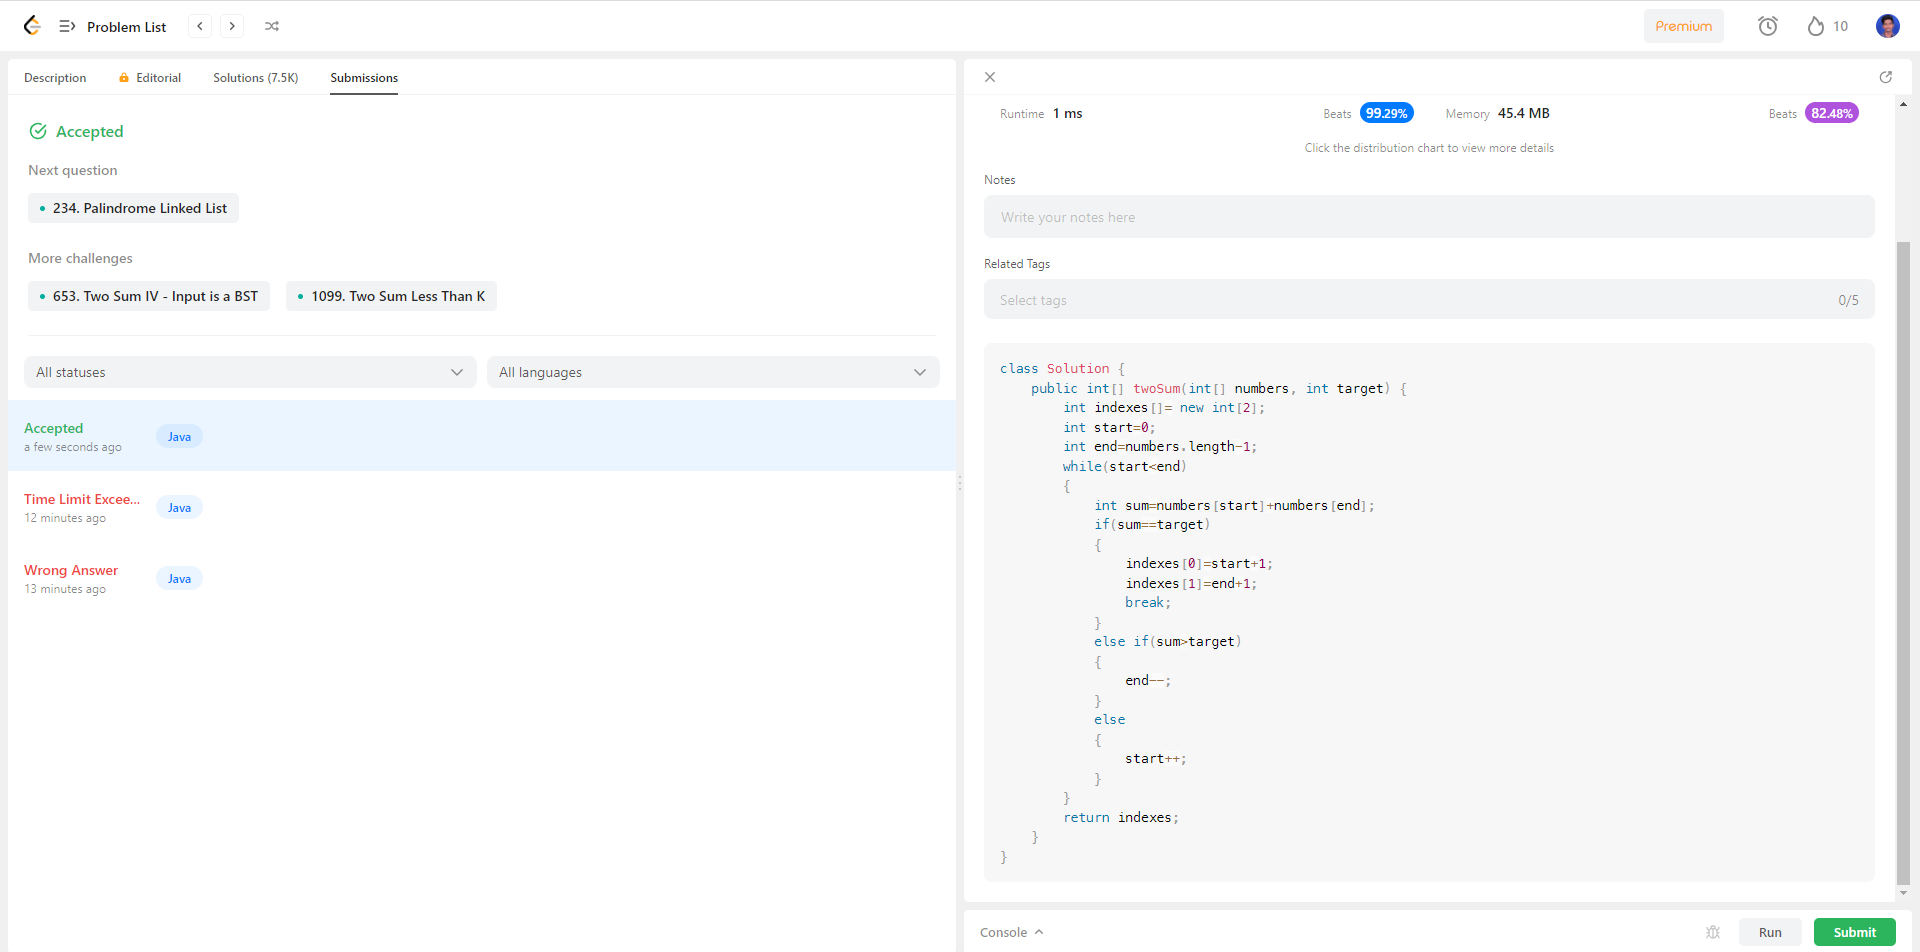 Problem List
Premium
10
Description
Editorial
Solutions (7.5K)
Submissions
Accepted
Next question
234. Palindrome Linked List
More challenges
653. Two Sum IV - Input is a BST
1099. Two Sum Less Than K
All statuses
All languages
Accepted
a few seconds ago
Java
Time Limit Excee...
12 minutes ago
Java
Wrong Answer
13 minutes ago
Java
Runtime 1 ms
Beats 99.29%
Memory 45.4 MB
Beats 82.48%
Click the distribution chart to view more details
Notes
Write your notes here
Related Tags
Select tags
0/5
class Solution {
    public int[] twoSum(int[] numbers, int target) {
        int indexes[]= new int[2];
        int start=0;
        int end=numbers.length-1;
        while(start<end)
        {
            int sum=numbers[start]+numbers[end];
            if(sum==target)
            {
                indexes[0]=start+1;
                indexes[1]=end+1;
                break;
            }
            else if(sum>target)
            {
                end--;
            }
            else
            {
                start++;
            }
        }
        return indexes;
    }
}
Console
Run
Submit